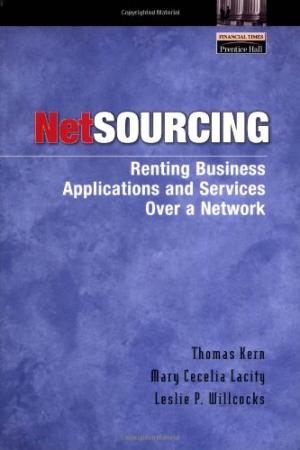 FINANCIAL TIMES
Prentice Hall
NetSOURCING
Renting Business
Applications and Services
Over a Network
Thomas Kern
Mary Cecelia Lacity
Leslie P. Willcocks